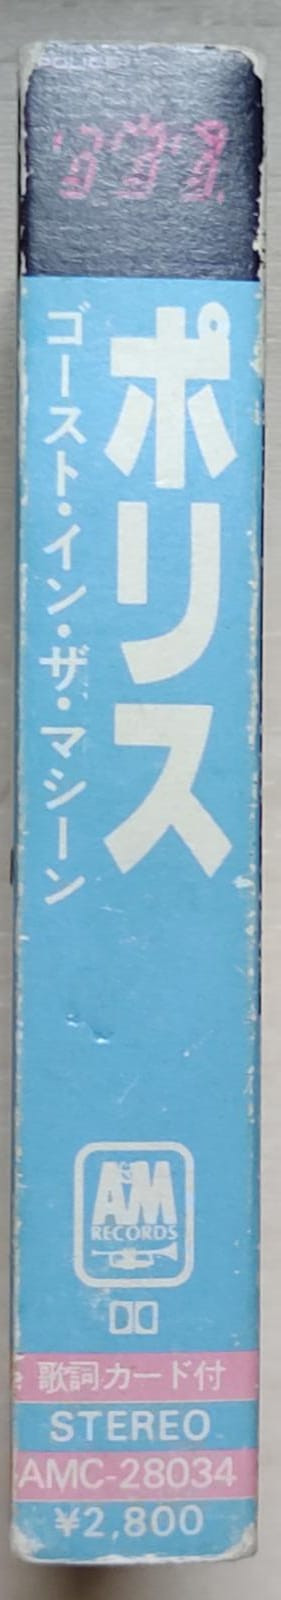 POLICE
ポリス
ゴースト・イン・ザ・マシーン
A&M
RECORDS
歌詞カード付
STEREO
AMC-28034
¥2,800